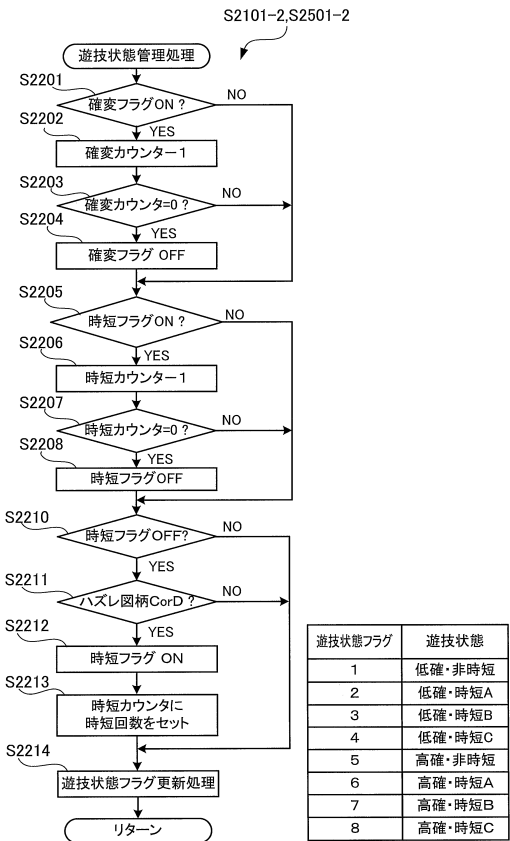 S2101-2,S2501-2
遊技状態管理処理
S2201
確変フラグON？
NO
YES
S2202
確変カウンター1
S2203
確変カウンタ=0？
NO
YES
S2204
確変フラグ OFF
S2205
時短フラグON？
NO
YES
S2206
時短カウンター1
S2207
時短カウンタ=0？
NO
YES
S2208
時短フラグOFF
S2210
時短フラグOFF?
NO
YES
S2211
ハズレ図柄CorD？
NO
YES
S2212
時短フラグ ON
S2213
時短カウンタに
時短回数をセット
S2214
遊技状態フラグ更新処理
リターン
遊技状態フラグ 遊技状態
1 低確・非時短
2 低確・時短A
3 低確・時短B
4 低確・時短C
5 高確・非時短
6 高確・時短A
7 高確・時短B
8 高確・時短C